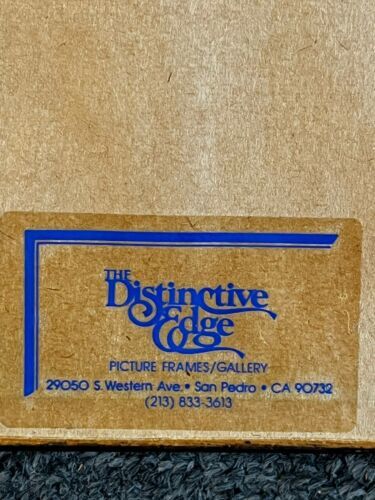 THE
Distinctive
Edge
PICTURE FRAMES/GALLERY
29050 S. Western Ave. • San Pedro • CA 90732
(213) 833-3613